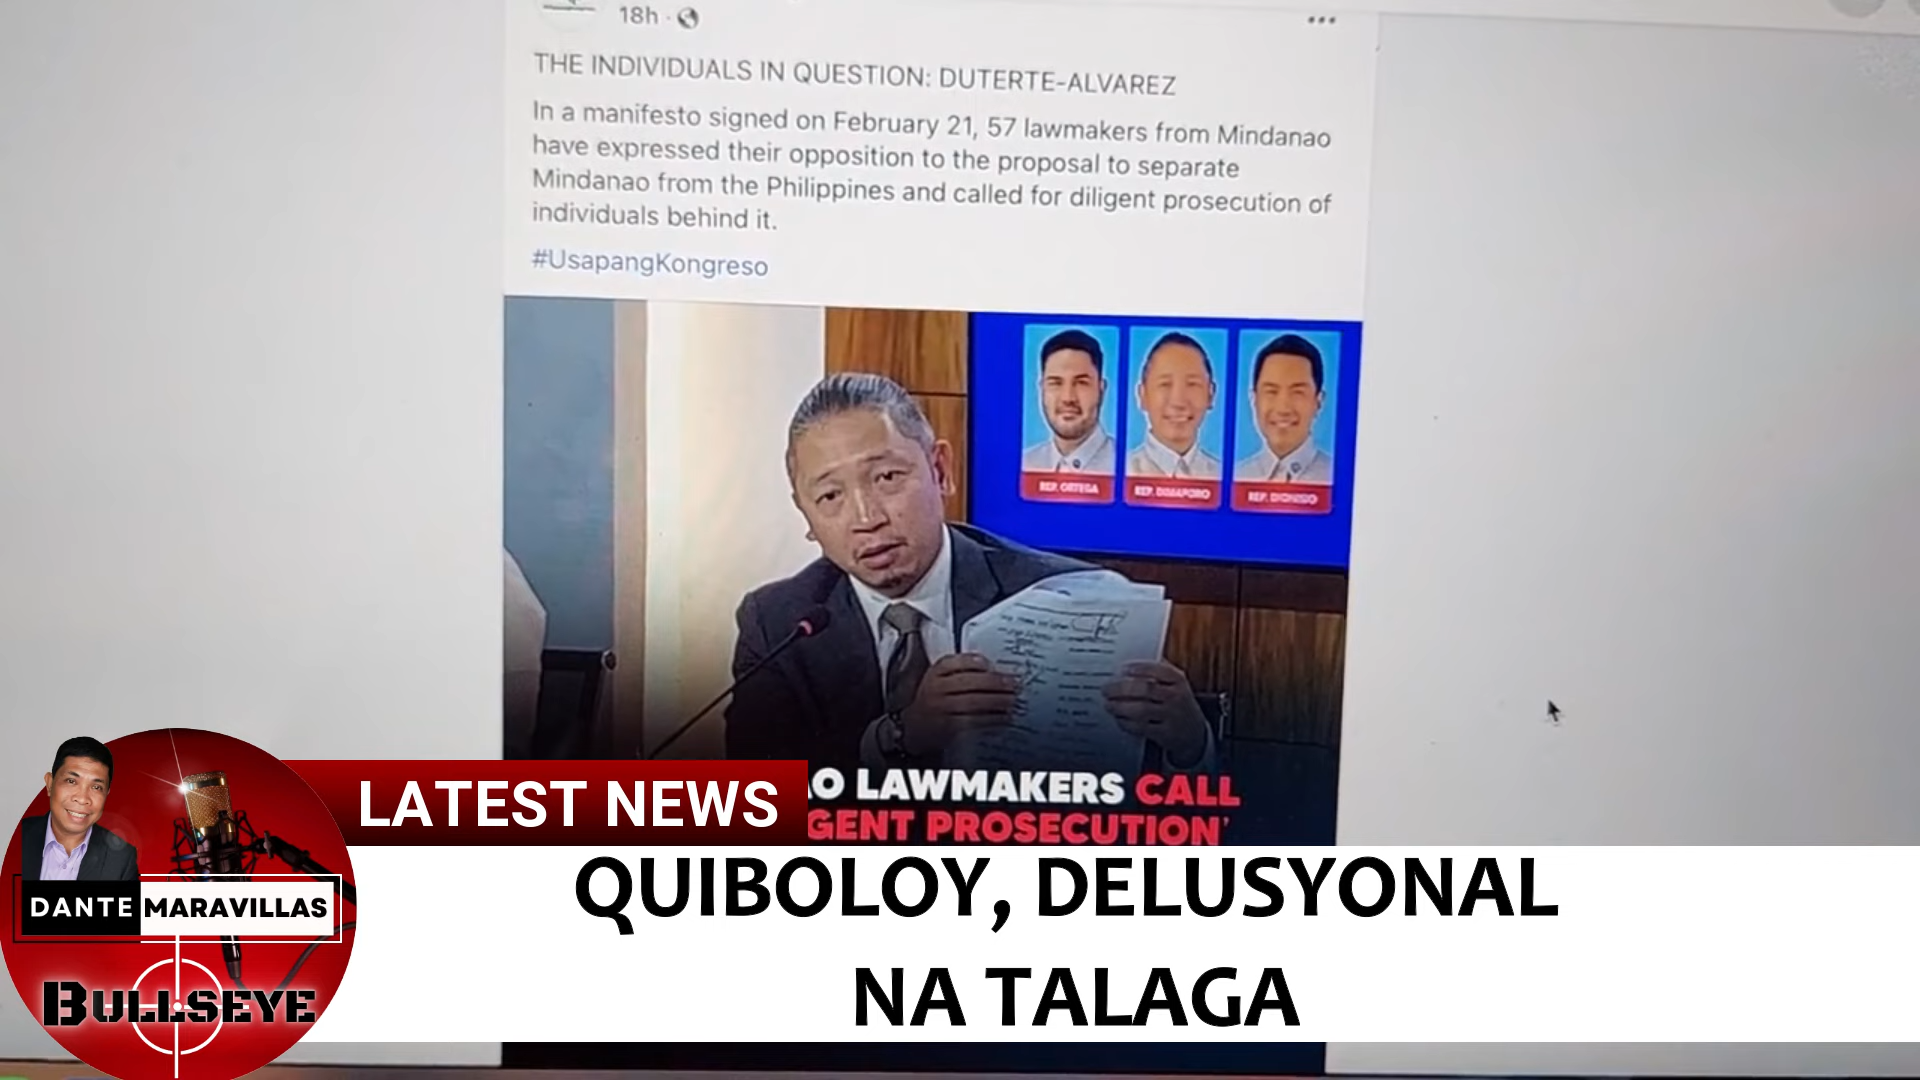 18h
THE INDIVIDUALS IN QUESTION: DUTERTE-ALVAREZ
In a manifesto signed on February 21, 57 lawmakers from Mindanao
have expressed their opposition to the proposal to separate
Mindanao from the Philippines and called for diligent prosecution of
individuals behind it.
#UsapangKongreso
REP. ORTEGA
REP. DIMAPORO
REP. DIONISIO
O LAWMAKERS CALL
GENT PROSECUTION'
LATEST NEWS
QUIBOLOY, DELUSYONAL
NA TALAGA
DANTE MARAVILLAS
BULLSEYE